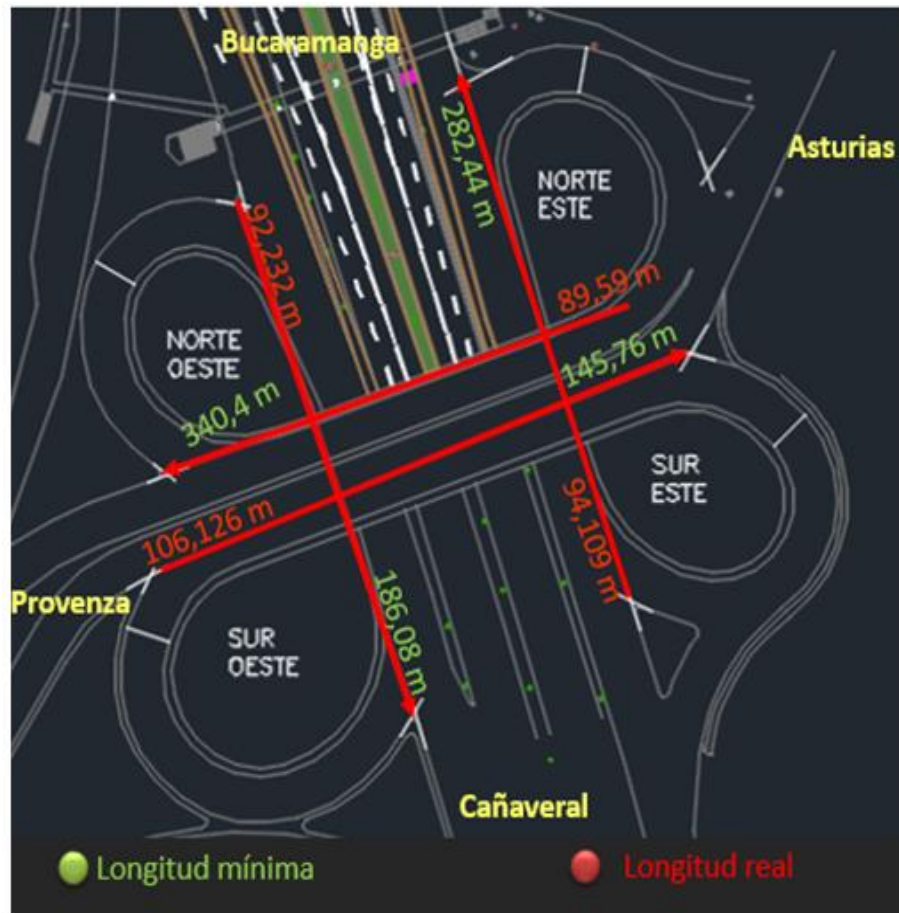 Bucaramanga
282,44 m
Asturias
NORTE
ESTE
92,232 m
89,59 m
NORTE
OESTE
145,76 m
340,4 m
SUR
ESTE
94,109 m
106,126 m
186,08 m
Provenza
SUR
OESTE
Cañaveral
Longitud mínima
Longitud real